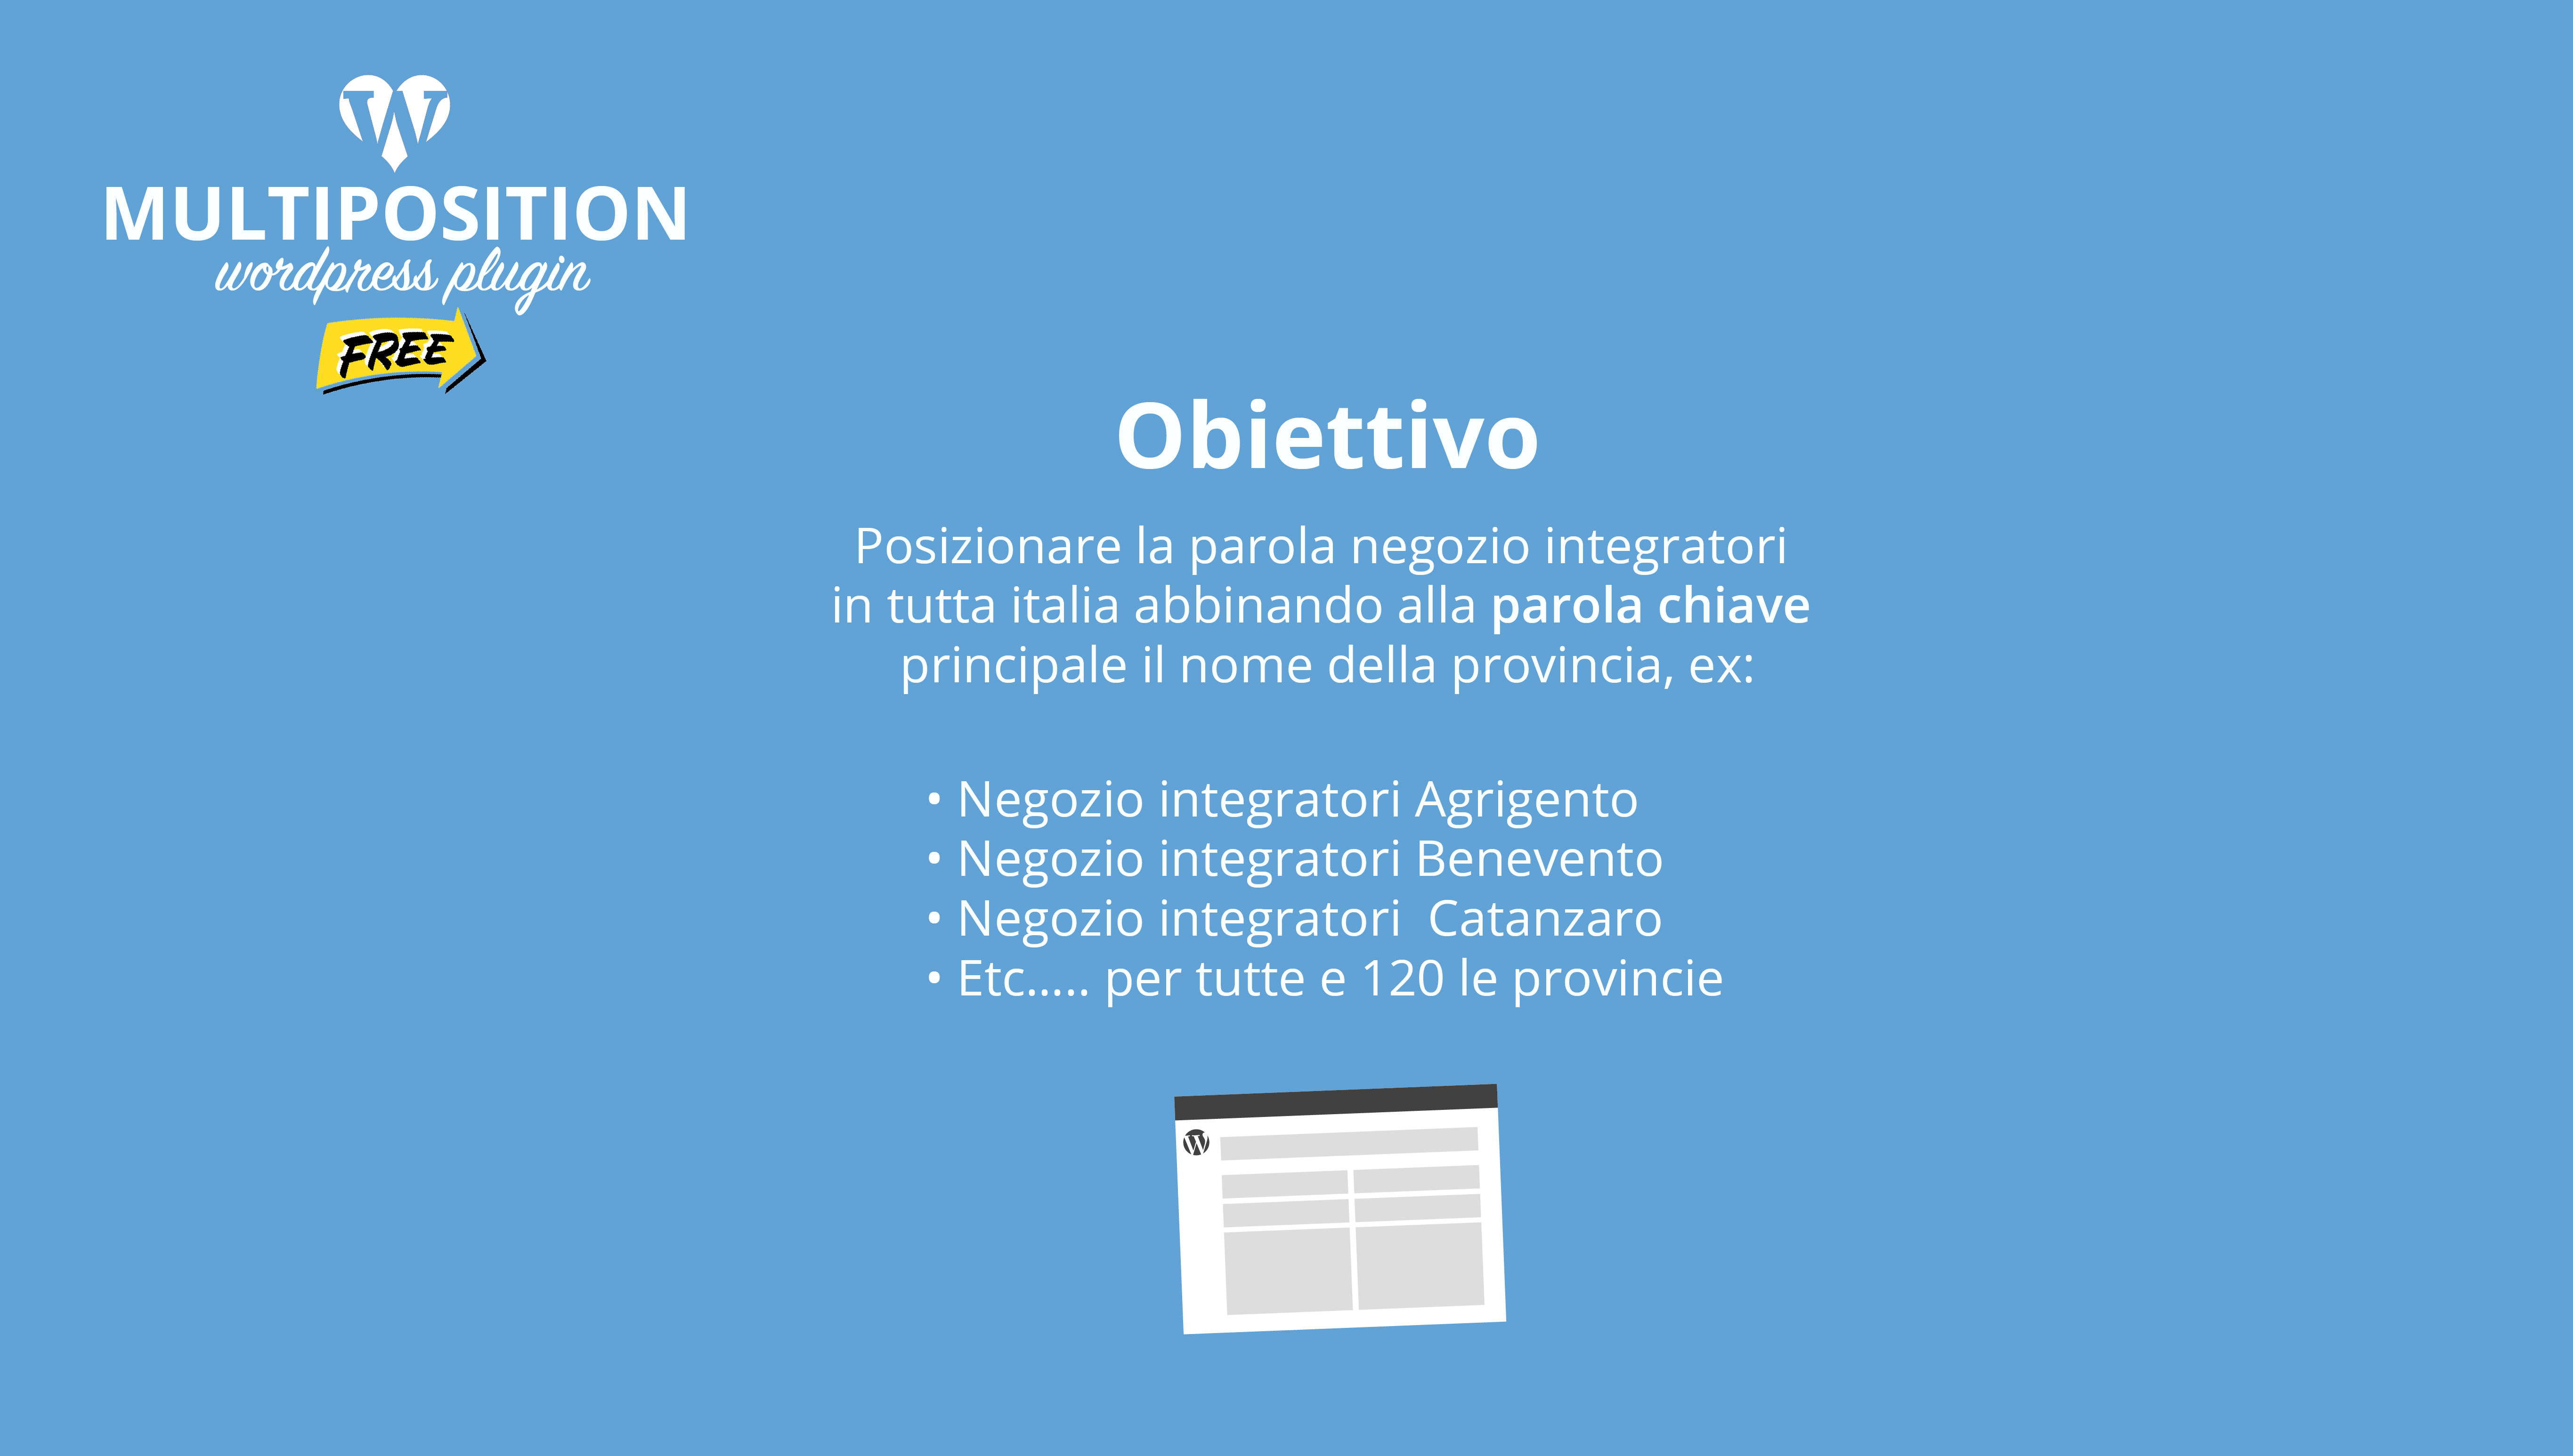 MULTIPOSITION
wordpress plugin
FREE
Obiettivo
Posizionare la parola negozio integratori
in tutta italia abbinando alla parola chiave
principale il nome della provincia, ex:
• Negozio integratori Agrigento
• Negozio integratori Benevento
• Negozio integratori  Catanzaro
• Etc..... per tutte e 120 le provincie